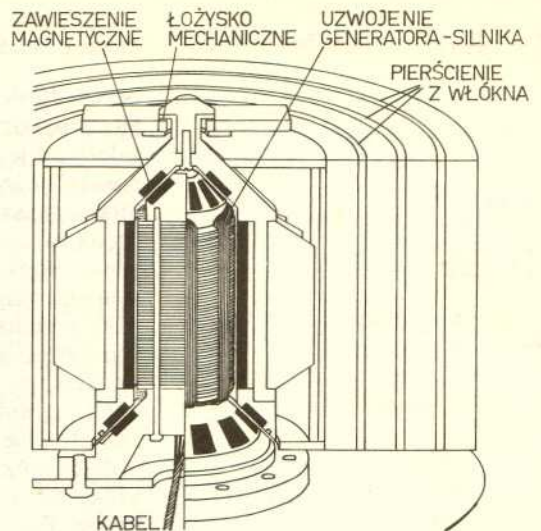 ZAWIESZENIE
MAGNETYCZNE
ŁOŻYSKO
MECHANICZNE
UZWOJENIE
GENERATORA-SILNIKA
PIERŚCIENIE
Z WŁÓKNA
KABEL